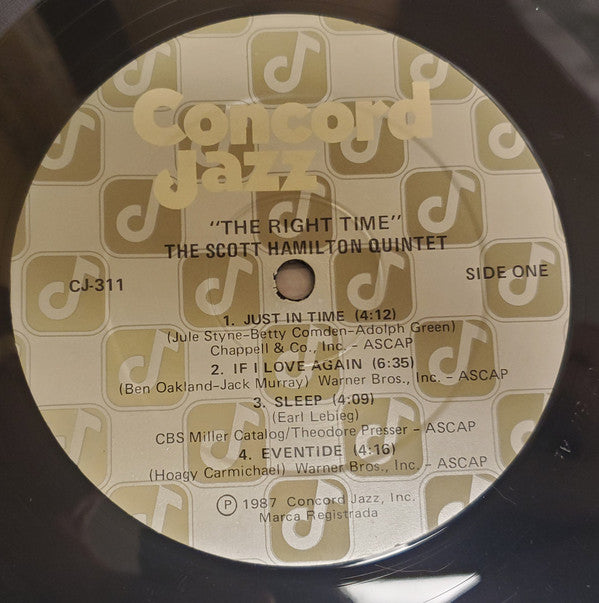 Concord
Jazz
"THE RIGHT TIME"
THE SCOTT HAMILTON QUINTET
CJ-311
SIDE ONE
1. JUST IN TIME (4:12)
(Jule Styne-Betty Comden-Adolph Green)
Chappell & Co., Inc. - ASCAP
2. IF I LOVE AGAIN (6:35)
(Ben Oakland-Jack Murray) Warner Bros., Inc. - ASCAP
3. SLEEP (4:09)
(Earl Lebieg)
CBS Miller Catalog/Theodore Presser - ASCAP
4. EVENTIDE (4:16)
(Hoagy Carmichael) Warner Bros., Inc. - ASCAP
Ⓟ 1987 Concord Jazz, Inc.
Marca Registrada